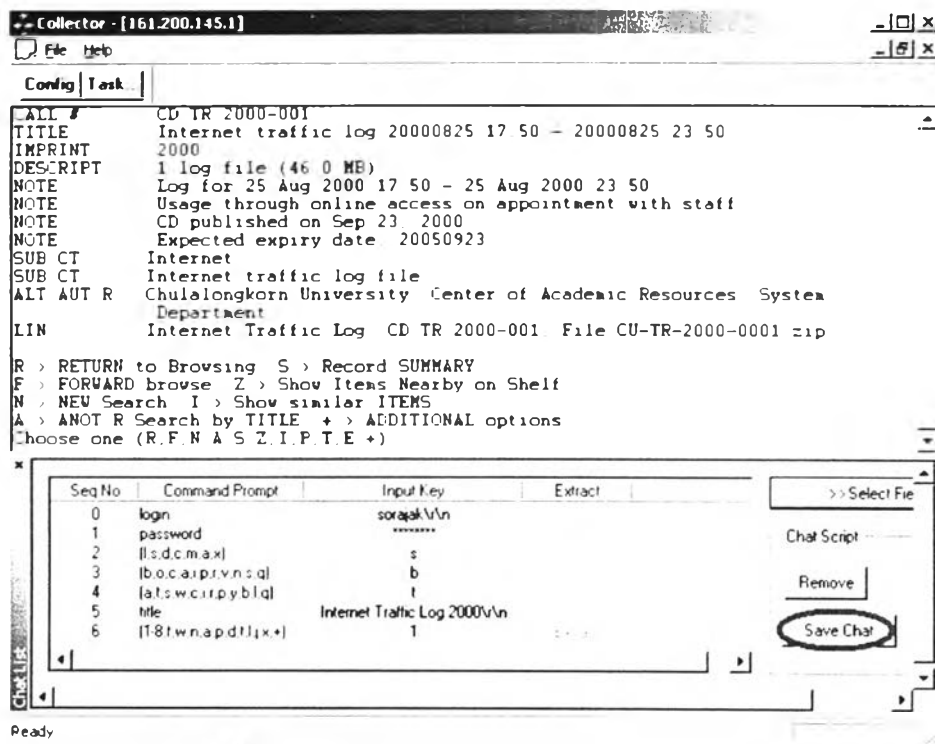 Collector - [161.200.145.1]
File Help
Config Task
CALL # CD TR 2000-001
TITLE Internet traffic log 20000825 17 50 - 20000825 23 50
IMPRINT 2000
DESCRIPT 1 log file (46 0 MB)
NOTE Log for 25 Aug 2000 17 50 - 25 Aug 2000 23 50
NOTE Usage through online access on appointment with staff
NOTE CD published on Sep 23 2000
NOTE Expected expiry date 20050923
SUB CT Internet
SUB CT Internet traffic log file
ALT AUT R Chulalongkorn University Center of Academic Resources System
Department
LIN Internet Traffic Log CD TR 2000-001 File CU-TR-2000-0001 zip
R > RETURN to Browsing S > Record SUMMARY
F > FORWARD browse Z > Show Items Nearby on Shelf
N > NEW Search I > Show similar ITEMS
A > ANOT R Search by TITLE + > ADDITIONAL options
Choose one (R F N A S Z I P T E +)
Seq No Command Prompt Input Key Extract
>> Select Fie
0 login sorajak\r\n
1 password ********
Chat Script
2 [l.s.d.c.m.a.x] s
3 b
Remove
4 t
5 title Internet Traffic Log 2000\r\n
6 1
Save Chat
Chat List
Ready